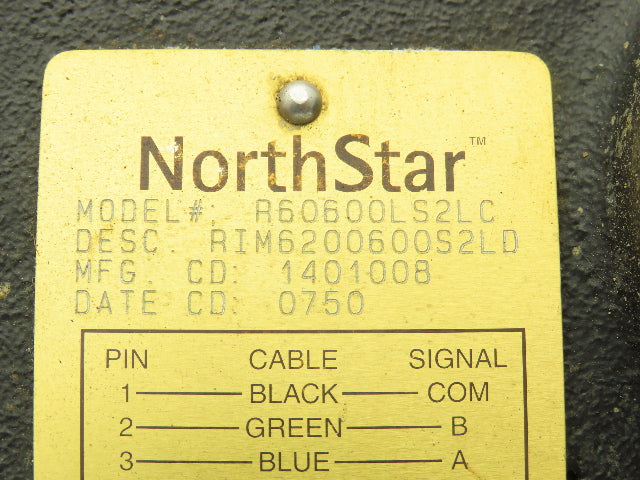 NorthStar™
MODEL#: R60600LS2LC
DESC. RIM6200600S2LD
MFG. CD: 1401008
DATE CD: 0750
PIN CABLE SIGNAL
1 BLACK COM
2 GREEN B
3 BLUE A